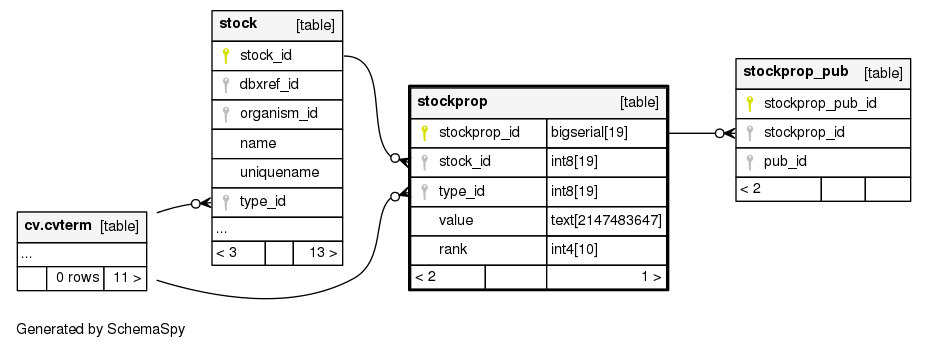 stock [table]
stock_id
dbxref_id
organism_id
name
uniquename
type_id
...
< 3 13 >
cv.cvterm [table]
...
0 rows 11 >
stockprop [table]
stockprop_id bigserial[19]
stock_id int8[19]
type_id int8[19]
value text[2147483647]
rank int4[10]
< 2 1 >
stockprop_pub [table]
stockprop_pub_id
stockprop_id
pub_id
< 2
Generated by SchemaSpy